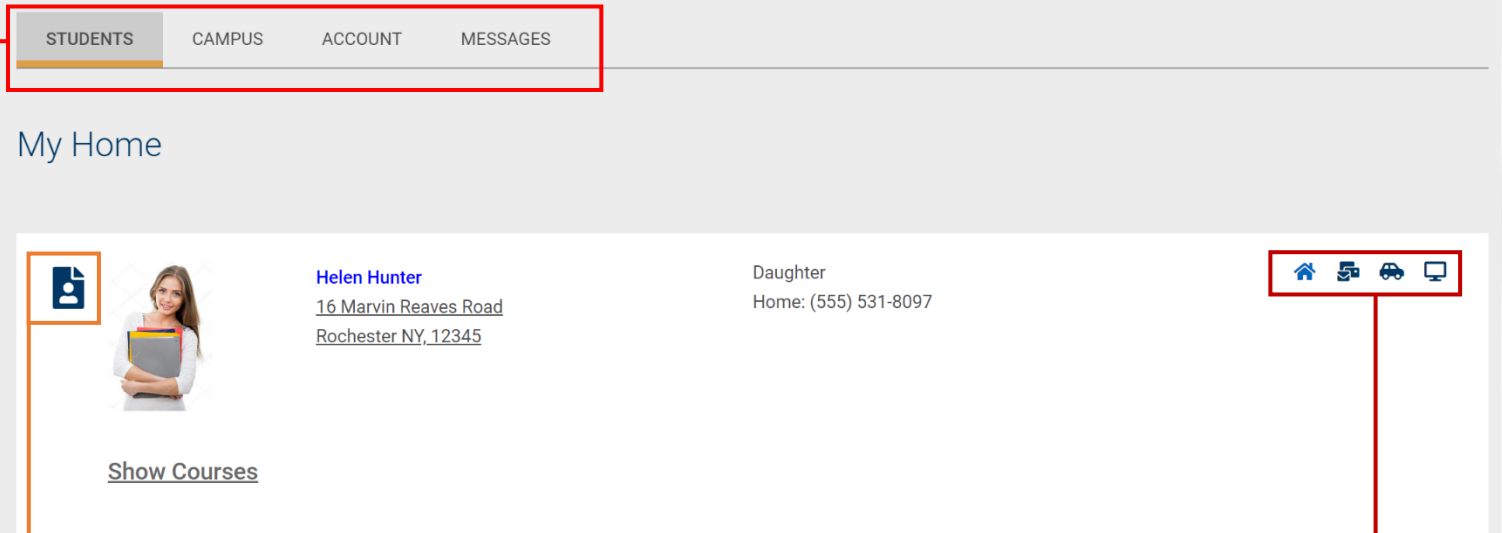 STUDENTS CAMPUS ACCOUNT MESSAGES
My Home
Helen Hunter
16 Marvin Reaves Road
Rochester NY, 12345
Daughter
Home: (555) 531-8097
Show Courses